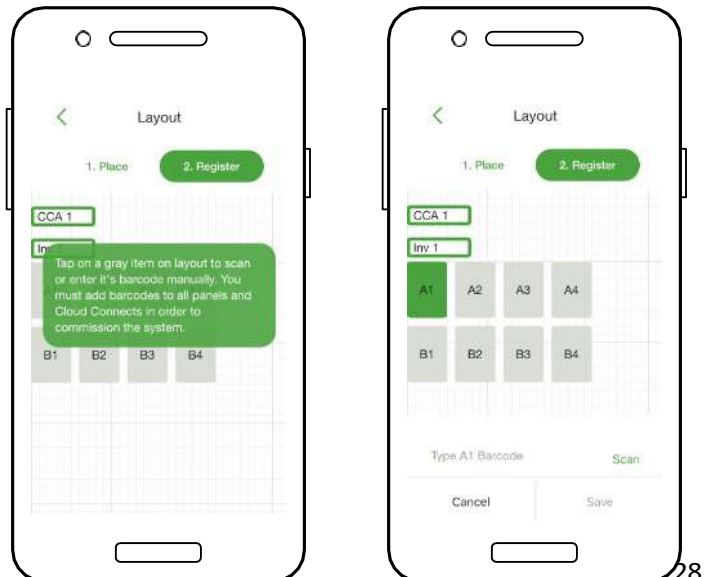 Layout
1. Place 2. Register
CCA 1
Tap on a gray item on layout to scan
or enter it's barcode manually. You
must add barcodes to all panels and
Cloud Connects in order to
commission the system.
B1 B2 B3 B4
Layout
1. Place 2. Register
CCA 1
Inv 1
A1 A2 A3 A4
B1 B2 B3 B4
Type A1 Barcode Scan
Cancel Save
28